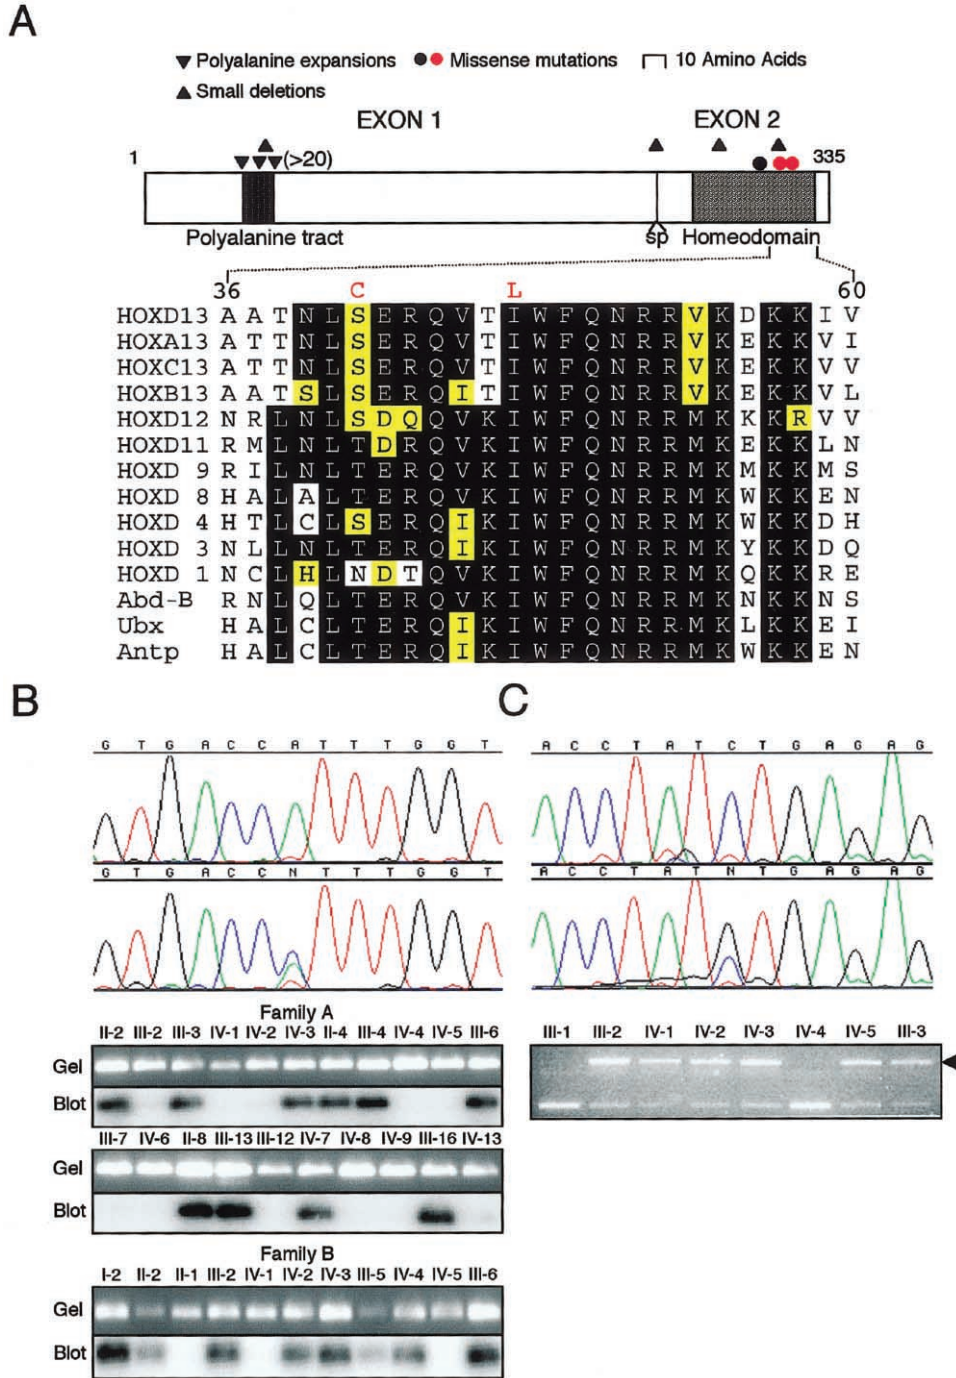 A
Polyalanine expansions Missense mutations 10 Amino Acids
Small deletions
EXON 1 EXON 2
1 (>20) 335
Polyalanine tract sp Homeodomain
36 C L 60
HOXD13 A A T N L S E R Q V T I W F Q N R R V K D K K I V
HOXA13 A T T N L S E R Q V T I W F Q N R R V K E K K V I
HOXC13 A T T N L S E R Q V T I W F Q N R R V K E K K V V
HOXB13 A A T S L S E R Q I T I W F Q N R R V K E K K V L
HOXD12 N R L N L S D Q Q V K I W F Q N R R M K K K R V V
HOXD11 R M L N L T D R Q V K I W F Q N R R M K E K K L N
HOXD 9 R I L N L T E R Q V K I W F Q N R R M K M K K M S
HOXD 8 H A L A L T E R Q V K I W F Q N R R M K W K K E N
HOXD 4 H T L C L S E R Q I K I W F Q N R R M K W K K D H
HOXD 3 N L L N L T E R Q I K I W F Q N R R M K Y K K D Q
HOXD 1 N C L H L N D T Q V K I W F Q N R R M K Q K K R E
Abd-B R N L Q L T E R Q V K I W F Q N R R M K N K K N S
Ubx H A L C L T E R Q I K I W F Q N R R M K L K K E I
Antp H A L C L T E R Q I K I W F Q N R R M K W K K E N
B
G T G A C C A T T T G G T
G T G A C C N T T T G G T
Family A
II-2 III-2 III-3 IV-1 IV-2 IV-3 II-4 III-4 IV-4 IV-5 III-6
Gel
Blot
III-7 IV-6 II-8 III-13 III-12 IV-7 IV-8 IV-9 III-16 IV-13
Gel
Blot
Family B
I-2 II-2 II-1 III-2 IV-1 IV-2 IV-3 III-5 IV-4 IV-5 III-6
Gel
Blot
C
A C C T A T C T G A G A G
A C C T A T N T G A G A G
III-1 III-2 IV-1 IV-2 IV-3 IV-4 IV-5 III-3